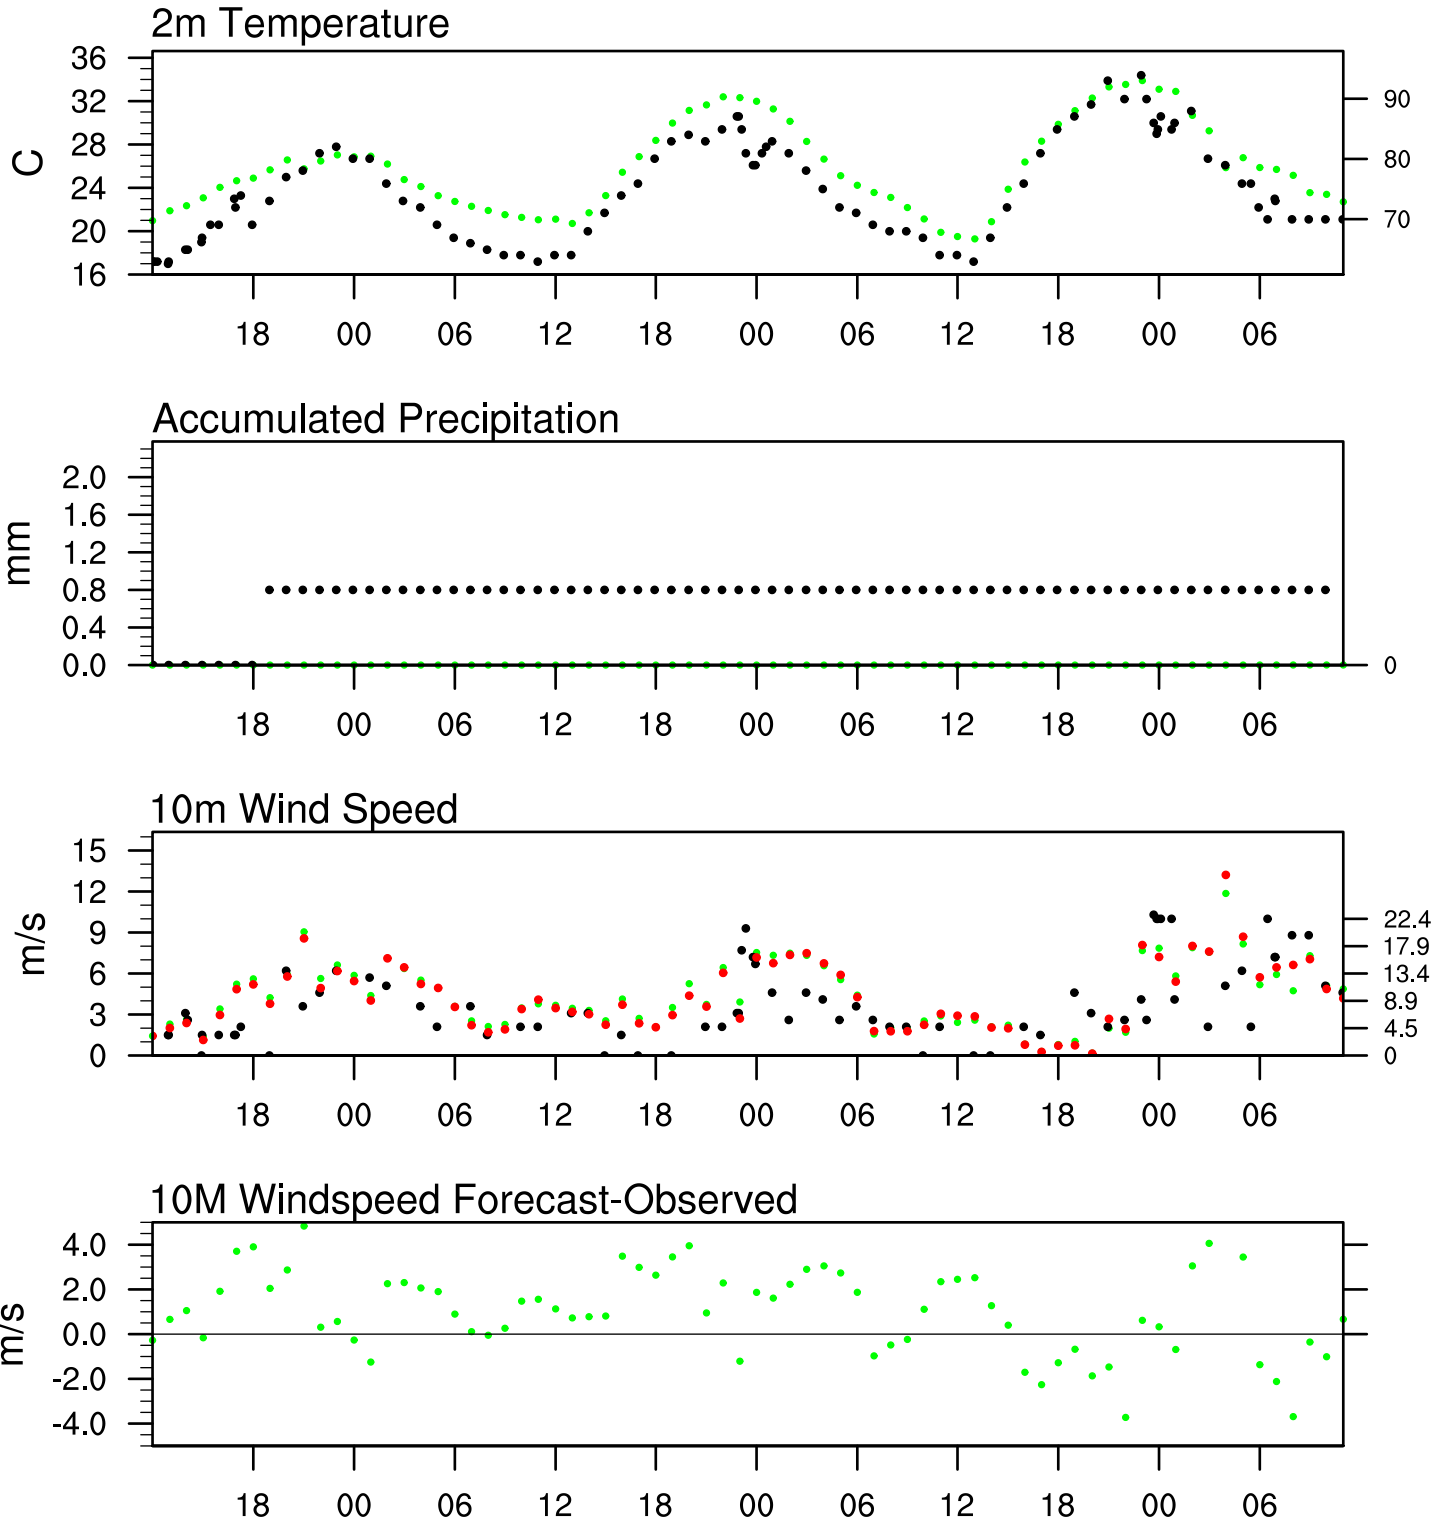 2m Temperature
36
32
28
24
20
16
C
90
80
70
18 00 06 12 18 00 06 12 18 00 06
Accumulated Precipitation
2.0
1.6
1.2
0.8
0.4
0.0
mm
0
18 00 06 12 18 00 06 12 18 00 06
10m Wind Speed
15
12
9
6
3
0
m/s
22.4
17.9
13.4
8.9
4.5
0
18 00 06 12 18 00 06 12 18 00 06
10M Windspeed Forecast-Observed
4.0
2.0
0.0
-2.0
-4.0
m/s
18 00 06 12 18 00 06 12 18 00 06